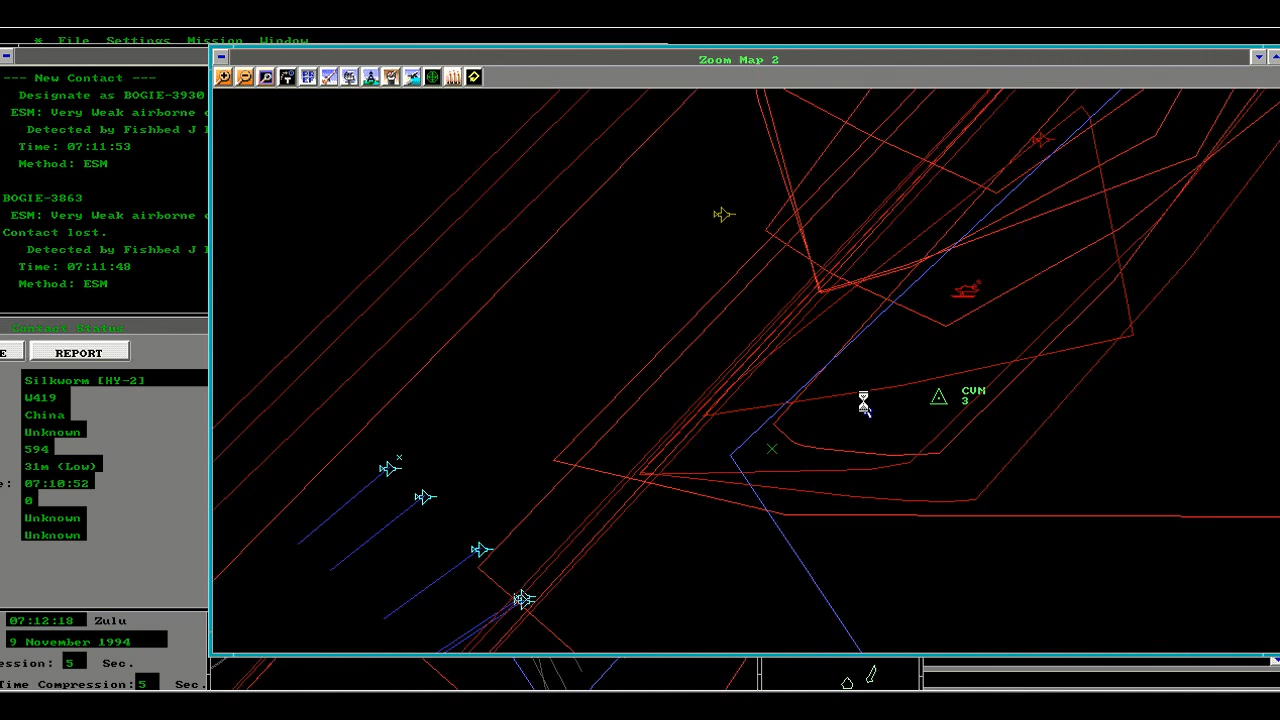 * File Settings Mission Window
Zoom Map 2
--- New Contact ---
Designate as BOGIE-3930
ESM: Very Weak airborne
Detected by Fishbed J
Time: 07:11:53
Method: ESM
BOGIE-3863
ESM: Very Weak airborne
Contact lost.
Detected by Fishbed J
Time: 07:11:48
Method: ESM
Contact Status
E REPORT
Silkworm [HY-2]
W419
China
Unknown
594
31m (Low)
: 07:10:52
0
Unknown
Unknown
07:12:18 Zulu
9 November 1994
ession: 5 Sec.
Time Compression: 5 Sec.
CVN
3